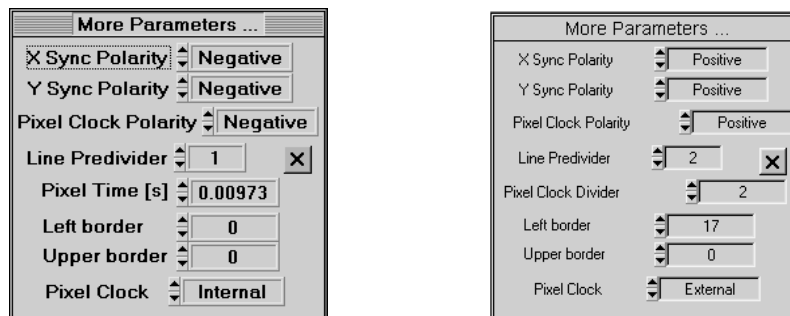 More Parameters ...
X Sync Polarity Negative
Y Sync Polarity Negative
Pixel Clock Polarity Negative
Line Predivider 1
Pixel Time [s] 0.00973
Left border 0
Upper border 0
Pixel Clock Internal
More Parameters ...
X Sync Polarity Positive
Y Sync Polarity Positive
Pixel Clock Polarity Positive
Line Predivider 2
Pixel Clock Divider 2
Left border 17
Upper border 0
Pixel Clock External